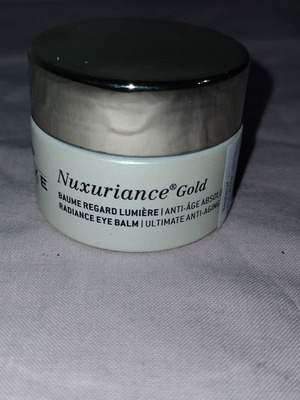 Nuxuriance® Gold
BAUME REGARD LUMIÈRE | ANTI-ÂGE ABSOLU
RADIANCE EYE BALM | ULTIMATE ANTI-AGING